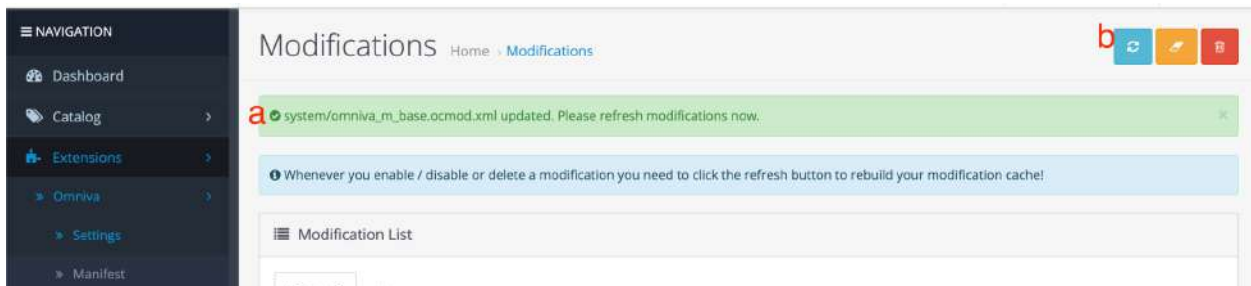 NAVIGATION
Modifications Home › Modifications
b
Dashboard
Catalog
a system/omniva_m_base.ocmod.xml updated. Please refresh modifications now.
Extensions
Whenever you enable / disable or delete a modification you need to click the refresh button to rebuild your modification cache!
» Omniva
» Settings
Modification List
» Manifest